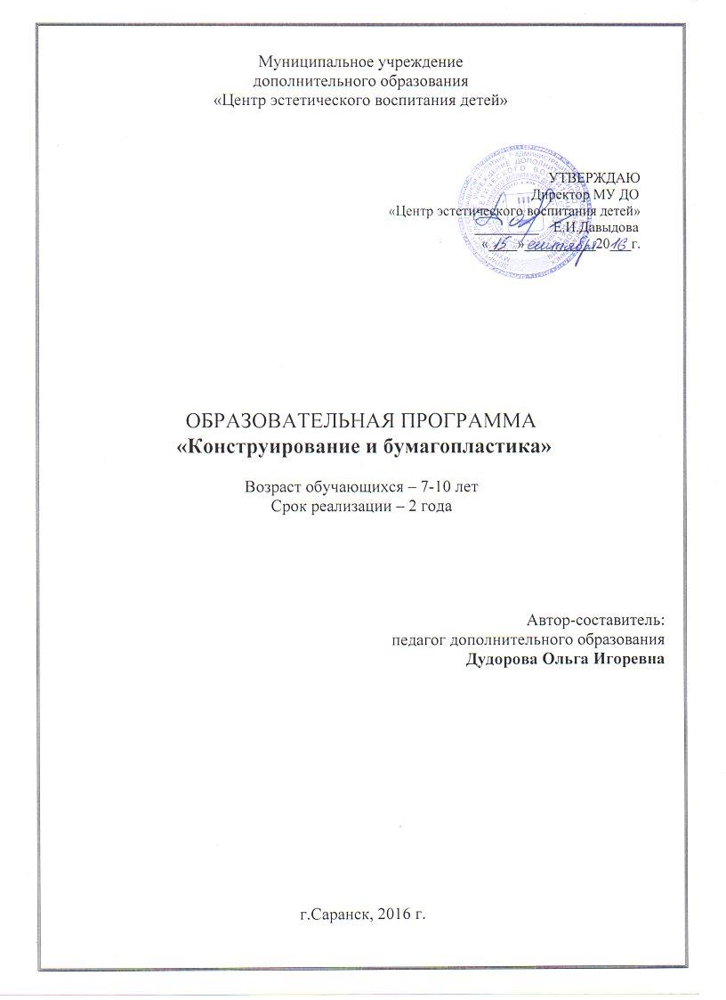 Муниципальное учреждение
дополнительного образования
«Центр эстетического воспитания детей»
УТВЕРЖДАЮ
Директор МУ ДО
«Центр эстетического воспитания детей»
Е.И.Давыдова
« 15 » сентября 2016 г.
ОБРАЗОВАТЕЛЬНАЯ ПРОГРАММА
«Конструирование и бумагопластика»
Возраст обучающихся – 7-10 лет
Срок реализации – 2 года
Автор-составитель:
педагог дополнительного образования
Дудорова Ольга Игоревна
г.Саранск, 2016 г.